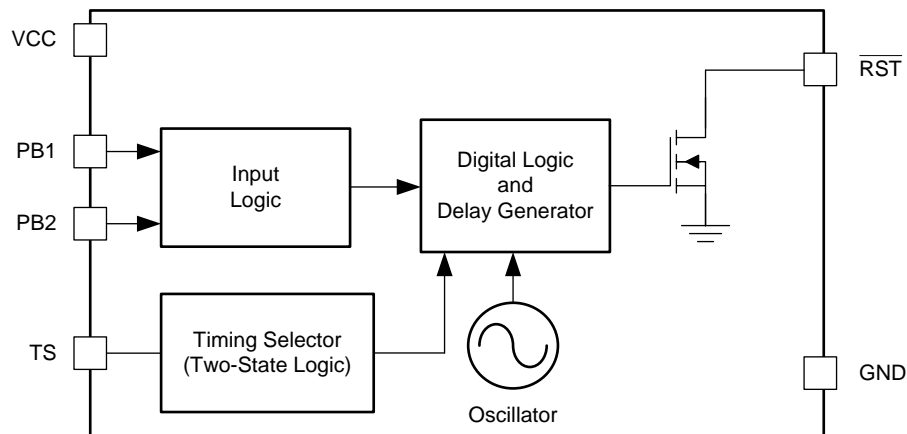 VCC
RST
PB1
PB2
Input
Logic
Digital Logic
and
Delay Generator
TS
Timing Selector
(Two-State Logic)
GND
Oscillator